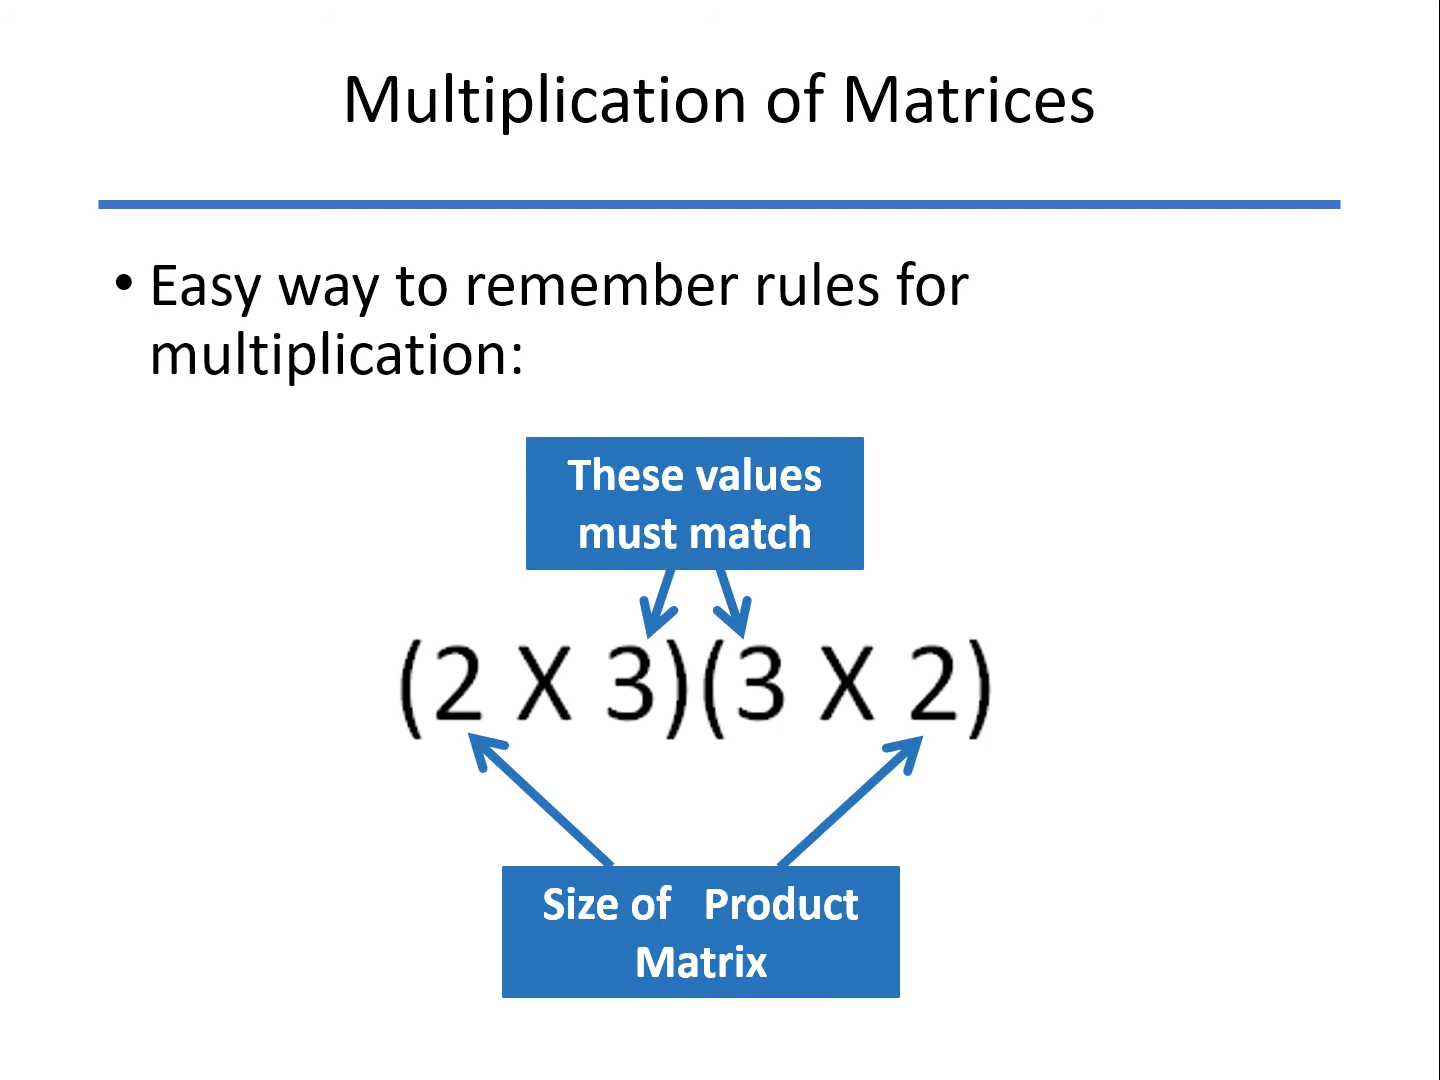 Multiplication of Matrices
• Easy way to remember rules for
multiplication:
These values
must match
(2 X 3)(3 X 2)
Size of   Product
Matrix